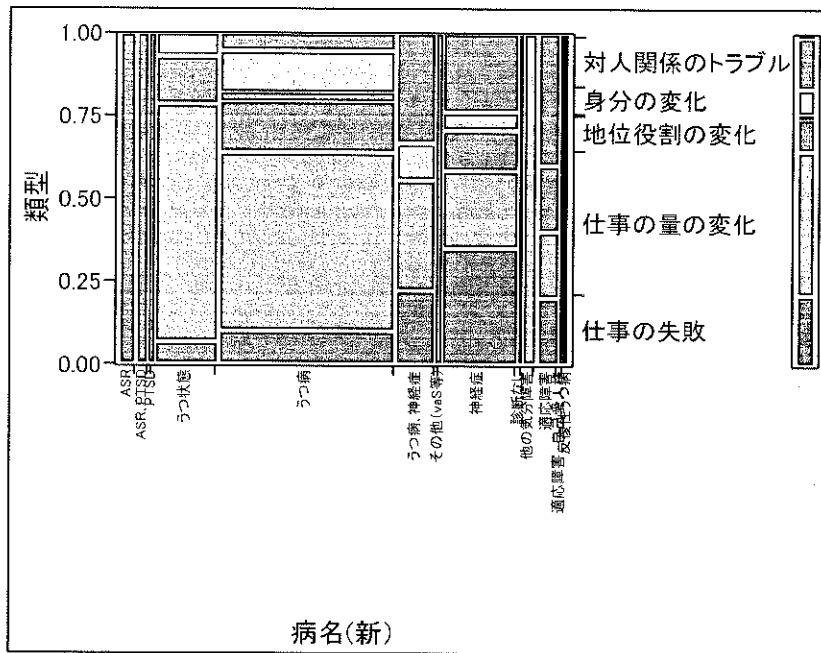 1.00
0.75
0.50
0.25
0.00
類型
対人関係のトラブル
身分の変化
地位役割の変化
仕事の量の変化
仕事の失敗
ASR
ASR, PTSD
PTSD
うつ状態
うつ病
うつ病、神経症
その他(vaS等)
神経症
診断なし
他の気分障害
適応障害
適応障害
反復性うつ病
病名(新)